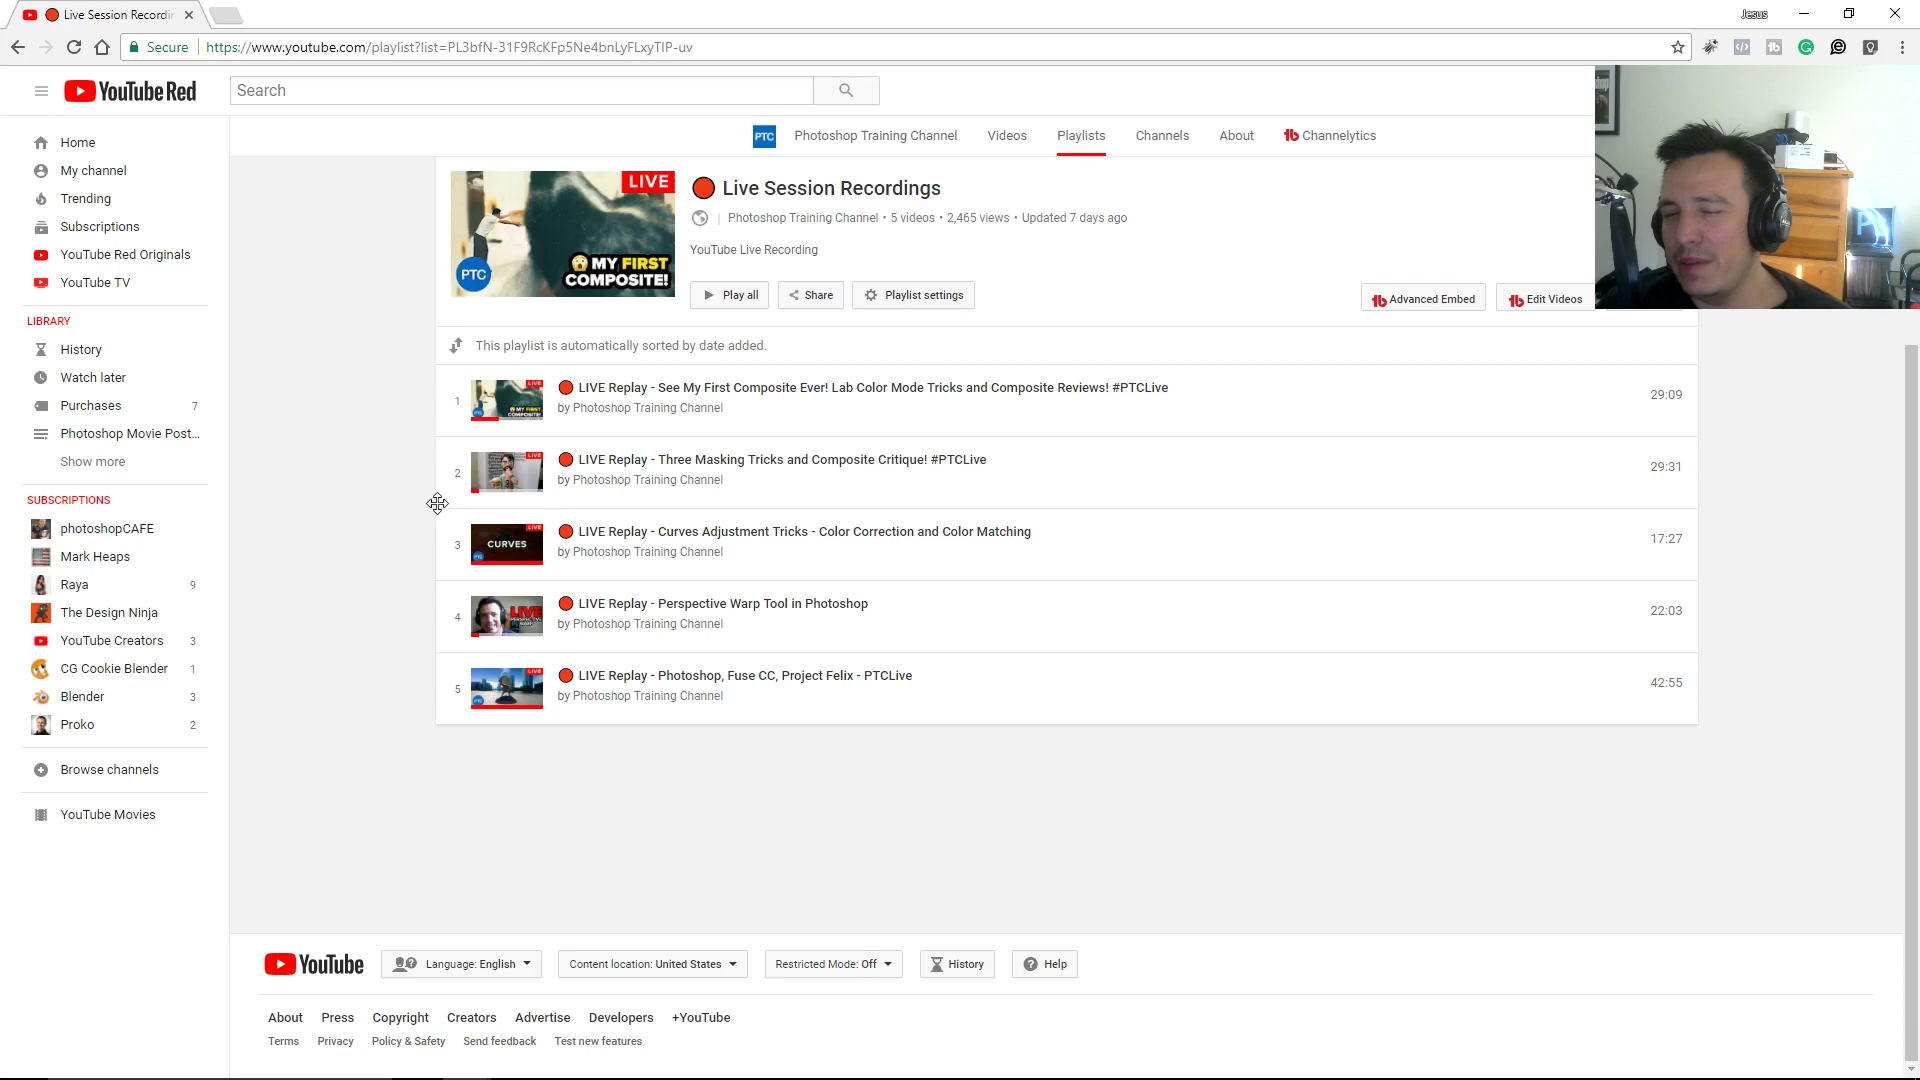 Live Session Recordin
Jesus
Secure
https://www.youtube.com/playlist?list=PL3bfN-31F9RcKFp5Ne4bnLyFLxyTIP-uv
YouTube Red
Search
Home
My channel
Trending
Subscriptions
YouTube Red Originals
YouTube TV
LIBRARY
History
Watch later
Purchases 7
Photoshop Movie Post...
Show more
SUBSCRIPTIONS
photoshopCAFE
Mark Heaps
Raya 9
The Design Ninja
YouTube Creators 3
CG Cookie Blender 1
Blender 3
Proko 2
Browse channels
YouTube Movies
PTC Photoshop Training Channel Videos Playlists Channels About Channelytics
LIVE
PTC
MY FIRST
COMPOSITE!
Live Session Recordings
Photoshop Training Channel • 5 videos • 2,465 views • Updated 7 days ago
YouTube Live Recording
Play all Share Playlist settings
Advanced Embed Edit Videos
This playlist is automatically sorted by date added.
1 LIVE Replay - See My First Composite Ever! Lab Color Mode Tricks and Composite Reviews! #PTCLive 29:09
by Photoshop Training Channel
2 LIVE Replay - Three Masking Tricks and Composite Critique! #PTCLive 29:31
by Photoshop Training Channel
3 CURVES LIVE Replay - Curves Adjustment Tricks - Color Correction and Color Matching 17:27
by Photoshop Training Channel
4 LIVE Replay - Perspective Warp Tool in Photoshop 22:03
by Photoshop Training Channel
5 LIVE Replay - Photoshop, Fuse CC, Project Felix - PTCLive 42:55
by Photoshop Training Channel
YouTube Language: English Content location: United States Restricted Mode: Off History Help
About Press Copyright Creators Advertise Developers +YouTube
Terms Privacy Policy & Safety Send feedback Test new features